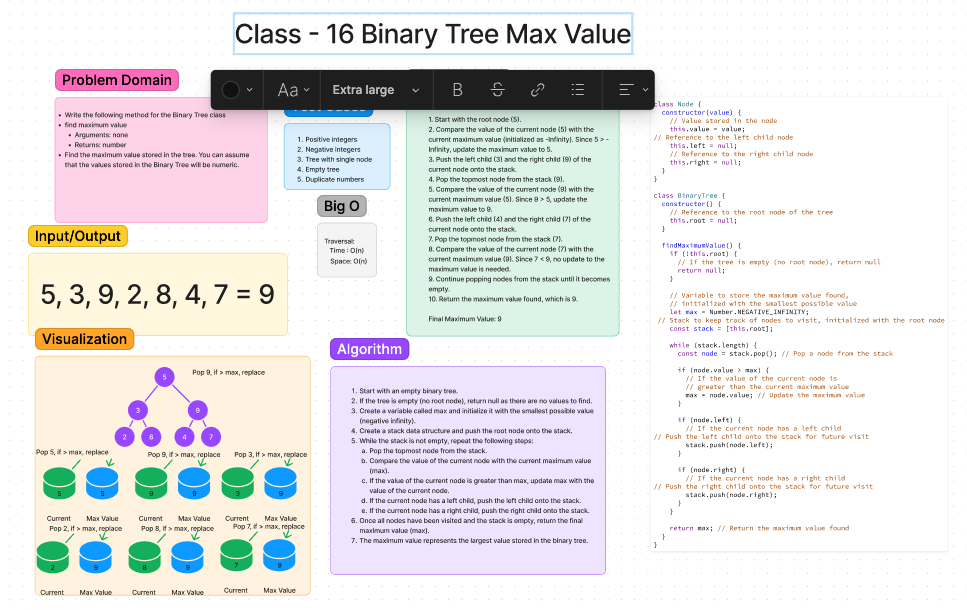 Class - 16 Binary Tree Max Value
Aa
Extra large
B
S
Problem Domain
• Write the following method for the Binary Tree class
• find maximum value
• Arguments: none
• Returns: number
• Find the maximum value stored in the tree. You can assume
that the values stored in the Binary Tree will be numeric.
1. Positive integers
2. Negative integers
3. Tree with single node
4. Empty tree
5. Duplicate numbers
Big O
Traversal:
Time : O(n)
Space: O(n)
Input/Output
5, 3, 9, 2, 8, 4, 7 = 9
1. Start with the root node (5).
2. Compare the value of the current node (5) with the
current maximum value (initialized as -Infinity). Since 5 > -
Infinity, update the maximum value to 5.
3. Push the left child (3) and the right child (9) of the
current node onto the stack.
4. Pop the topmost node from the stack (9).
5. Compare the value of the current node (9) with the
current maximum value (5). Since 9 > 5, update the
maximum value to 9.
6. Push the left child (4) and the right child (7) of the
current node onto the stack.
7. Pop the topmost node from the stack (7).
8. Compare the value of the current node (7) with the
current maximum value (9). Since 7 < 9, no update to the
maximum value is needed.
9. Continue popping nodes from the stack until it becomes
empty.
10. Return the maximum value found, which is 9.
Final Maximum Value: 9
Visualization
Pop 9, if > max, replace
5
3
9
2
8
4
7
Pop 5, if > max, replace
Pop 9, if > max, replace
Pop 3, if > max, replace
5
5
9
9
3
9
Current
Max Value
Current
Max Value
Current
Max Value
Pop 2, if > max, replace
Pop 8, if > max, replace
Pop 7, if > max, replace
2
9
8
9
7
9
Current
Max Value
Current
Max Value
Current
Max Value
Algorithm
1. Start with an empty binary tree.
2. If the tree is empty (no root node), return null as there are no values to find.
3. Create a variable called max and initialize it with the smallest possible value
(negative infinity).
4. Create a stack data structure and push the root node onto the stack.
5. While the stack is not empty, repeat the following steps:
a. Pop the topmost node from the stack.
b. Compare the value of the current node with the current maximum value
(max).
c. If the value of the current node is greater than max, update max with the
value of the current node.
d. If the current node has a left child, push the left child onto the stack.
e. If the current node has a right child, push the right child onto the stack.
6. Once all nodes have been visited and the stack is empty, return the final
maximum value (max).
7. The maximum value represents the largest value stored in the binary tree.
class Node {
constructor(value) {
// Value stored in the node
this.value = value;
// Reference to the left child node
this.left = null;
// Reference to the right child node
this.right = null;
}
}
class BinaryTree {
constructor() {
// Reference to the root node of the tree
this.root = null;
}
findMaximumValue() {
if (!this.root) {
// If the tree is empty (no root node), return null
return null;
}
// Variable to store the maximum value found,
// initialized with the smallest possible value
let max = Number.NEGATIVE_INFINITY;
// Stack to keep track of nodes to visit, initialized with the root node
const stack = [this.root];
while (stack.length) {
const node = stack.pop(); // Pop a node from the stack
if (node.value > max) {
// If the value of the current node is
// greater than the current maximum value
max = node.value; // Update the maximum value
}
if (node.left) {
// If the current node has a left child
// Push the left child onto the stack for future visit
stack.push(node.left);
}
if (node.right) {
// If the current node has a right child
// Push the right child onto the stack for future visit
stack.push(node.right);
}
}
return max; // Return the maximum value found
}
}